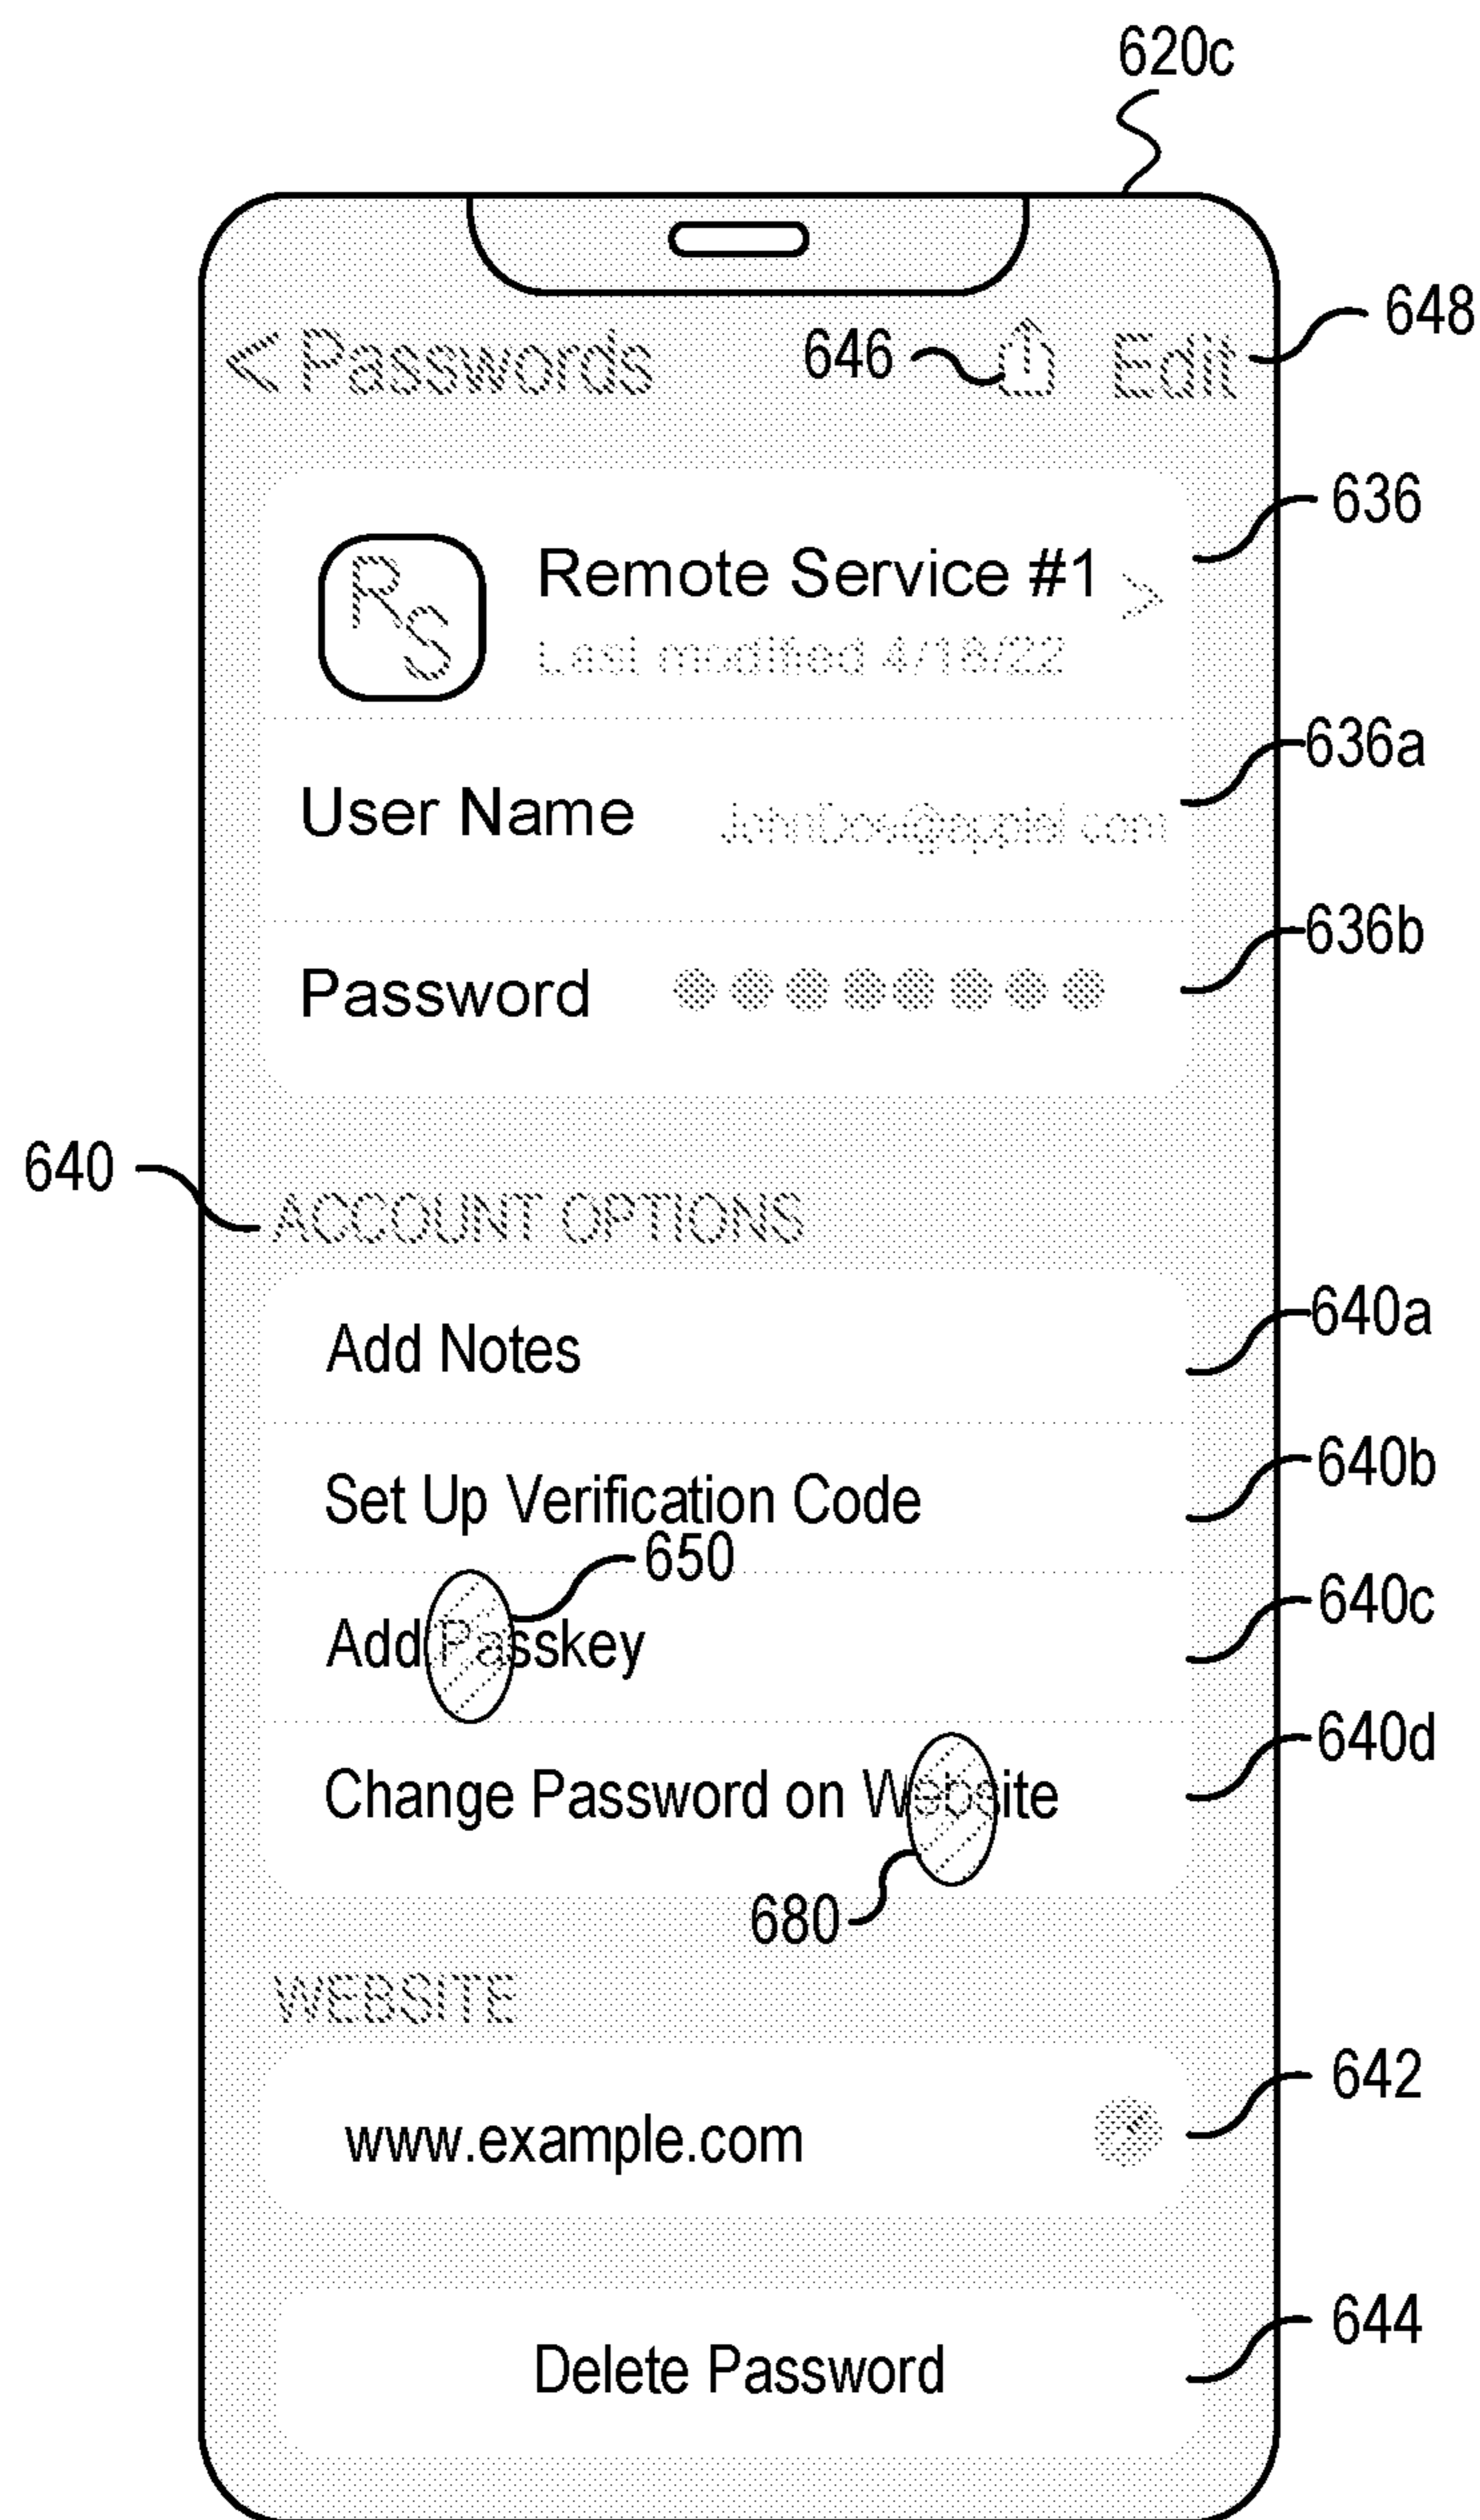 620c
648
< Passwords
646
Edit
636
RS
Remote Service #1 >
Last modified 4/18/22
636a
User Name
636b
Password
640
ACCOUNT OPTIONS
640a
Add Notes
640b
Set Up Verification Code
650
640c
Add Passkey
640d
Change Password on Website
680
WEBSITE
642
www.example.com
644
Delete Password